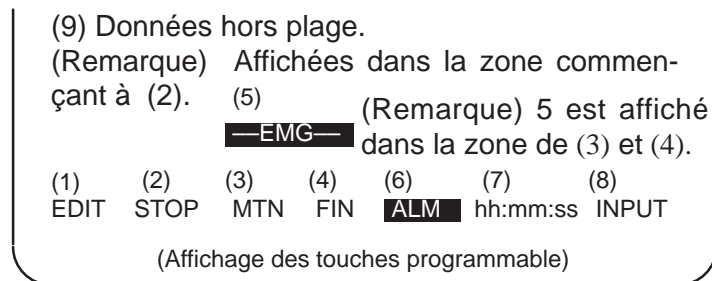 (9) Données hors plage.
(Remarque) Affichées dans la zone commen-
çant à (2). (5) (Remarque) 5 est affiché
—EMG— dans la zone de (3) et (4).
(1) (2) (3) (4) (6) (7) (8)
EDIT STOP MTN FIN ALM hh:mm:ss INPUT
(Affichage des touches programmable)